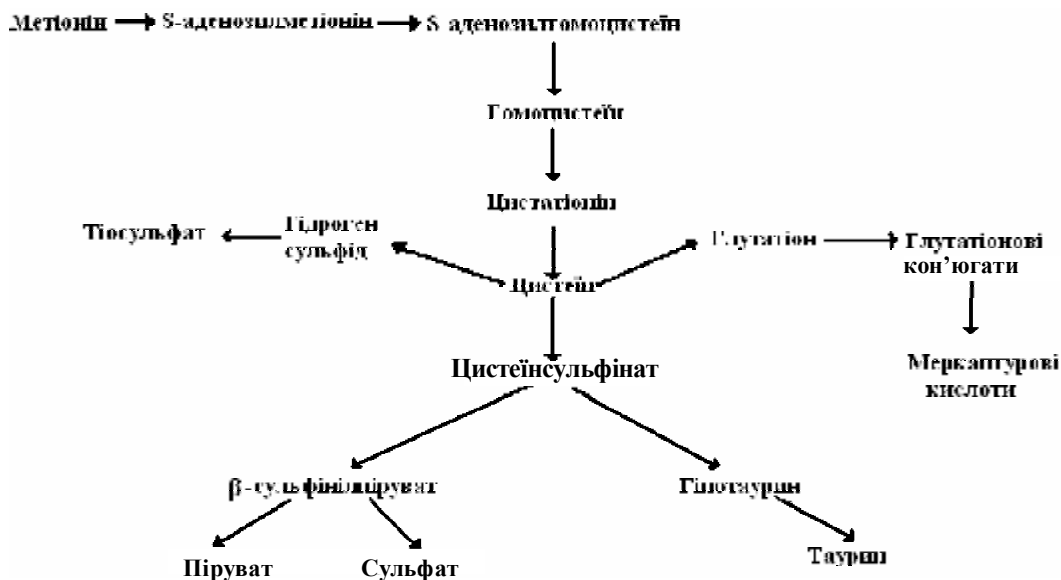 Метіонін S-аденозилметіонін S-аденозилгомоцистеїн
Гомоцистеїн
Цистатіонін
Тіосульфат
Гідроген
сульфід
Глутатіон
Глутатіонові
кон’югати
Цистеїн
Цистеїнсульфінат
Меркаптурові
кислоти
β-сульфінілпіруват
Гіпотаурин
Піруват
Сульфат
Таурин